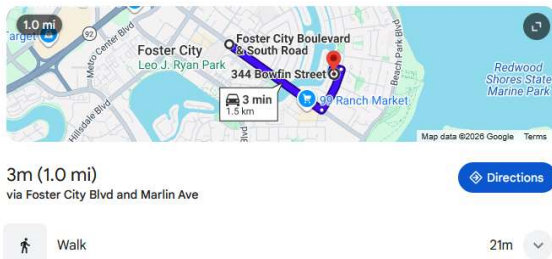 1.0 mi
arget
92
Metro Center Blvd
Foster City
Leo J. Ryan Park
Foster City Boulevard
& South Road
344 Bowfin Street
Beach Park Blvd
Redwood
Shores State
Marine Park
3 min
1.5 km
99 Ranch Market
Hillsdale Blvd
Blvd
Map data ©2026 Google
Terms
3m (1.0 mi)
Directions
via Foster City Blvd and Marlin Ave
Walk
21m